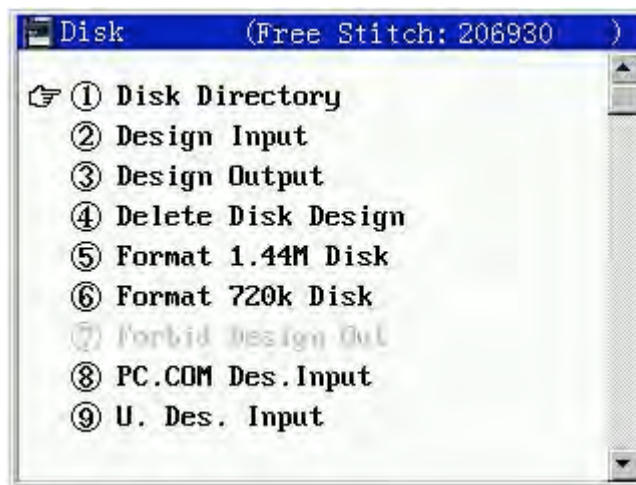 Disk (Free Stitch: 206930 )
① Disk Directory
② Design Input
③ Design Output
④ Delete Disk Design
⑤ Format 1.44M Disk
⑥ Format 720k Disk
⑦ Forbid Design Out
⑧ PC.COM Des.Input
⑨ U. Des. Input